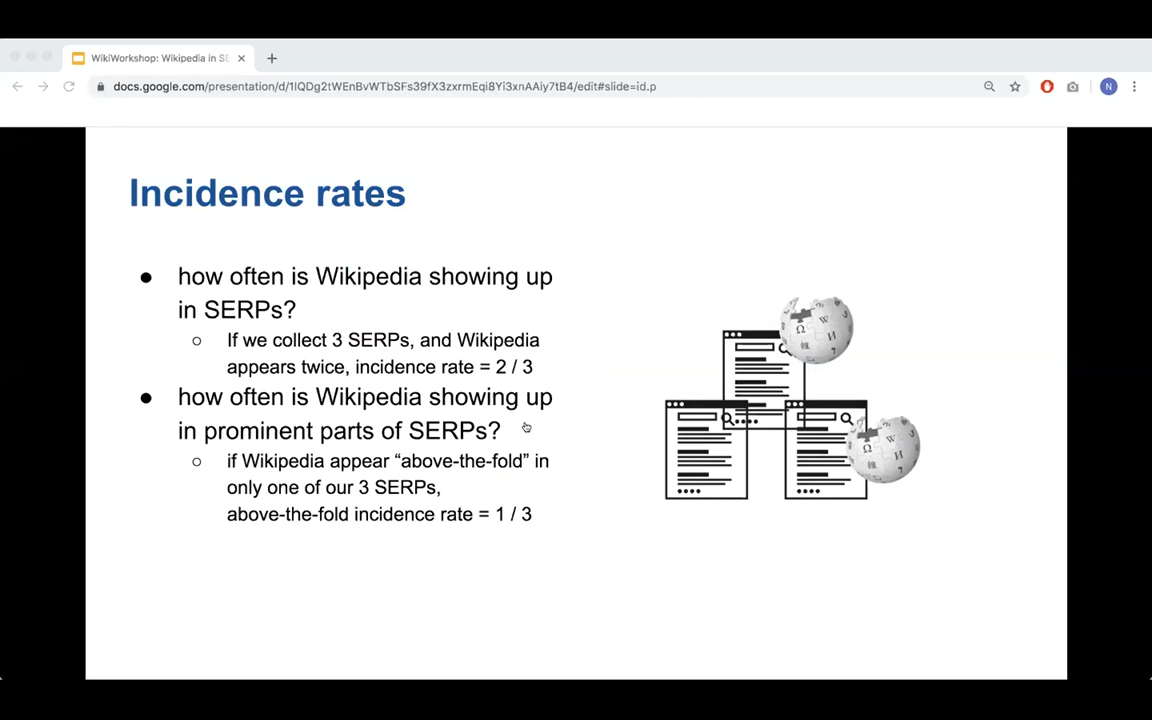 WikiWorkshop: Wikipedia in SE
docs.google.com/presentation/d/1lQDg2tWEnBvWTbSFs39fX3zxrmEqi8Yi3xnAAiy7tB4/edit#slide=id.p
N
Incidence rates
● how often is Wikipedia showing up
in SERPs?
○ If we collect 3 SERPs, and Wikipedia
appears twice, incidence rate = 2 / 3
● how often is Wikipedia showing up
in prominent parts of SERPs?
○ if Wikipedia appear “above-the-fold” in
only one of our 3 SERPs,
above-the-fold incidence rate = 1 / 3